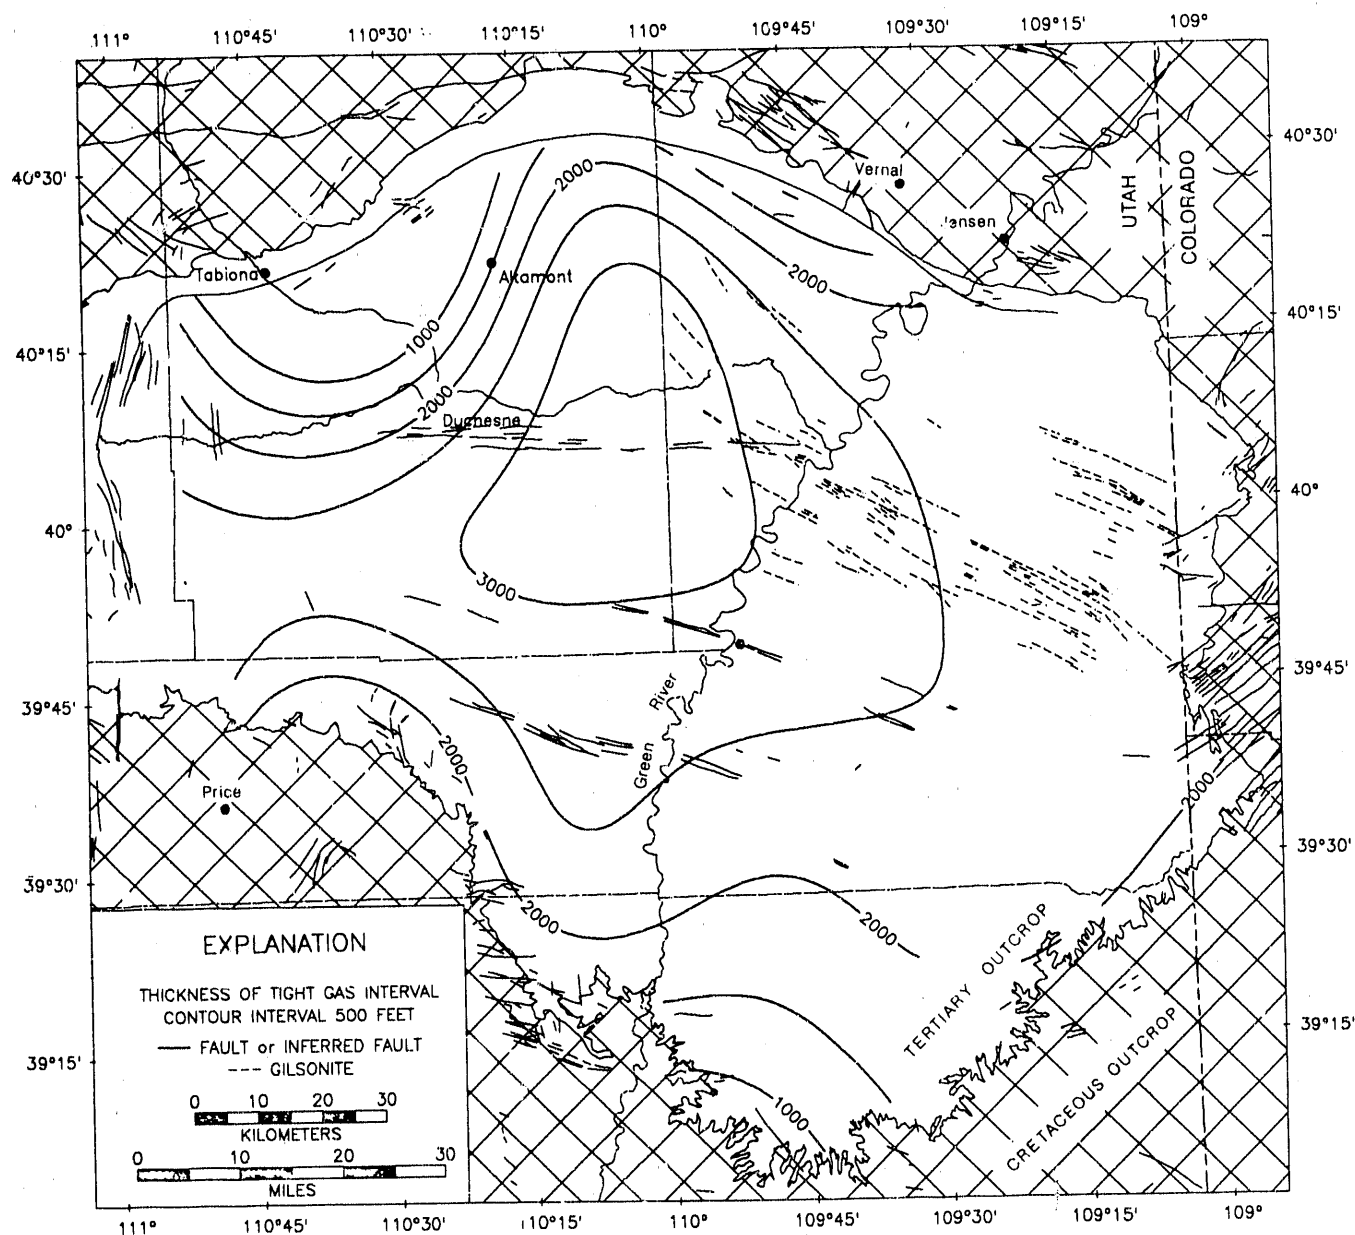 111° 110°45' 110°30' 110°15' 110° 109°45' 109°30' 109°15' 109°
40°30'
40°30'
Vernal
UTAH
COLORADO
2000
Jensen
Tabiona
Altamont
2000
40°15'
40°15'
1000
2000
Duchesne
40°
40°
3000
39°45'
39°45'
River
Green
2000
2000
Price
39°30'
39°30'
2000
2000
TERTIARY OUTCROP
CRETACEOUS OUTCROP
39°15'
39°15'
1000
EXPLANATION
THICKNESS OF TIGHT GAS INTERVAL
CONTOUR INTERVAL 500 FEET
FAULT or INFERRED FAULT
GILSONITE
0 10 20 30
KILOMETERS
0 10 20 30
MILES
111° 110°45' 110°30' 110°15' 110° 109°45' 109°30' 109°15' 109°